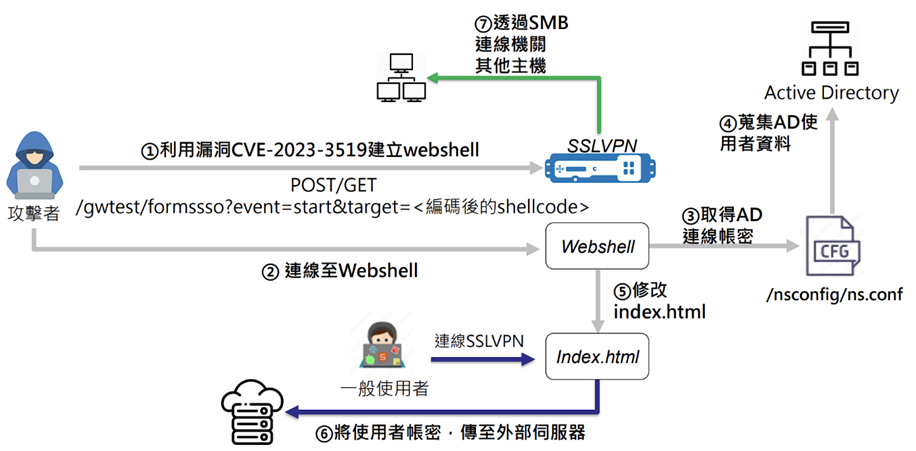 ⑦透過SMB
連線機關
其他主機
Active Directory
④蒐集AD使
用者資料
①利用漏洞CVE-2023-3519建立webshell
SSLVPN
POST/GET
/gwtest/formssso?event=start&target=<編碼後的shellcode>
攻擊者
②連線至Webshell
Webshell
③取得AD
連線帳密
CFG
/nsconfig/ns.conf
⑤修改
index.html
連線SSLVPN
Index.html
一般使用者
⑥將使用者帳密，傳至外部伺服器